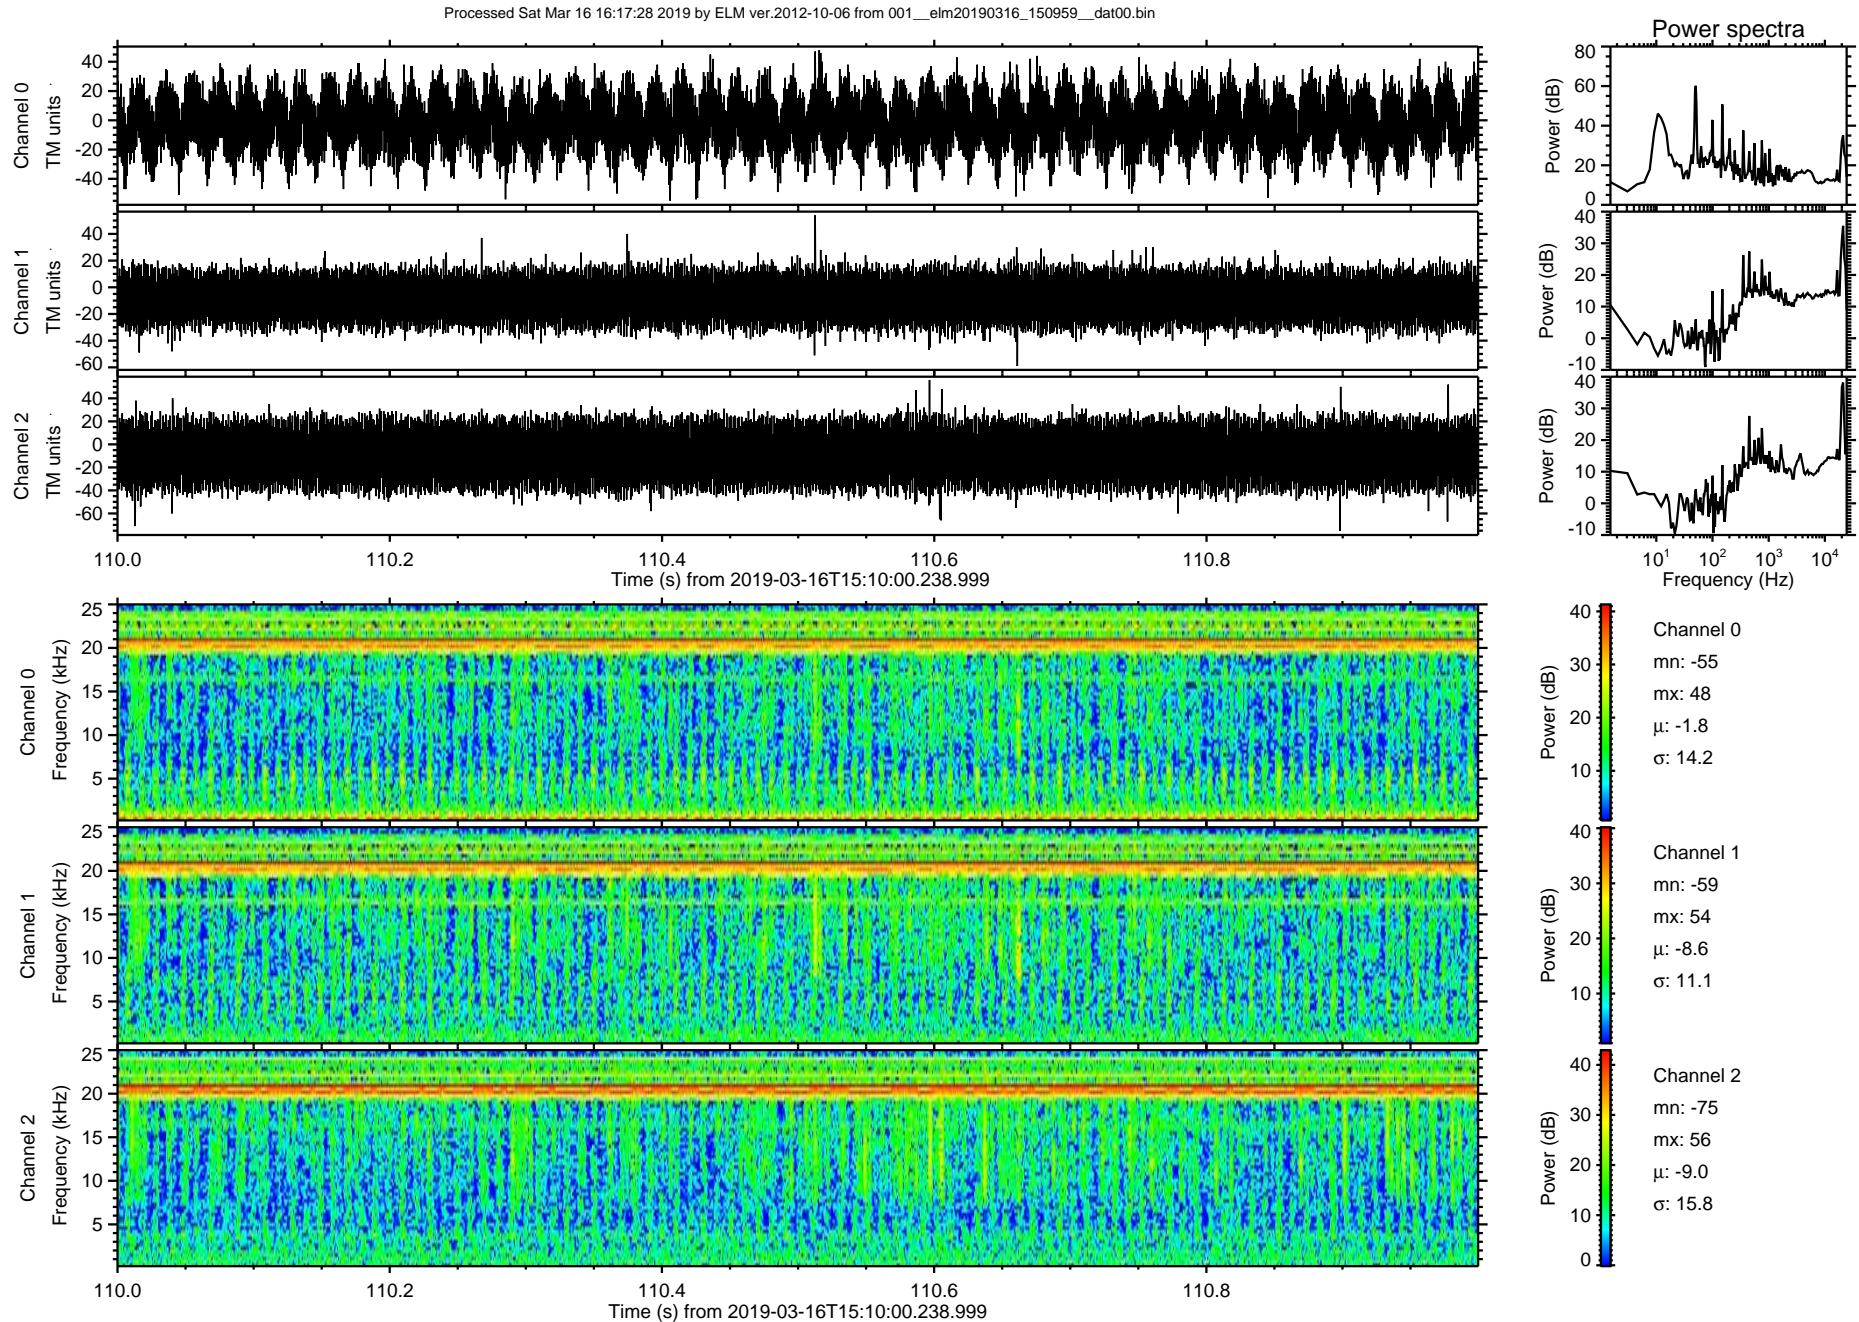 Processed Sat Mar 16 16:17:28 2019 by ELM ver.2012-10-06 from 001__elm20190316_150959__dat00.bin
Power spectra
Channel 0
TM units
40
20
0
-20
-40
Power (dB)
80
60
40
20
0
Channel 1
TM units
40
20
0
-20
-40
-60
Power (dB)
40
30
20
10
0
-10
Channel 2
TM units
40
20
0
-20
-40
-60
Power (dB)
40
30
20
10
0
-10
110.0 110.2 110.4 110.6 110.8
Time (s) from 2019-03-16T15:10:00.238.999
10¹ 10² 10³ 10⁴
Frequency (Hz)
Channel 0
Frequency (kHz)
25
20
15
10
5
Power (dB)
40
30
20
10
Channel 0
mn: -55
mx: 48
μ: -1.8
σ: 14.2
Channel 1
Frequency (kHz)
25
20
15
10
5
Power (dB)
40
30
20
10
Channel 1
mn: -59
mx: 54
μ: -8.6
σ: 11.1
Channel 2
Frequency (kHz)
25
20
15
10
5
Power (dB)
40
30
20
10
0
Channel 2
mn: -75
mx: 56
μ: -9.0
σ: 15.8
110.0 110.2 110.4 110.6 110.8
Time (s) from 2019-03-16T15:10:00.238.999